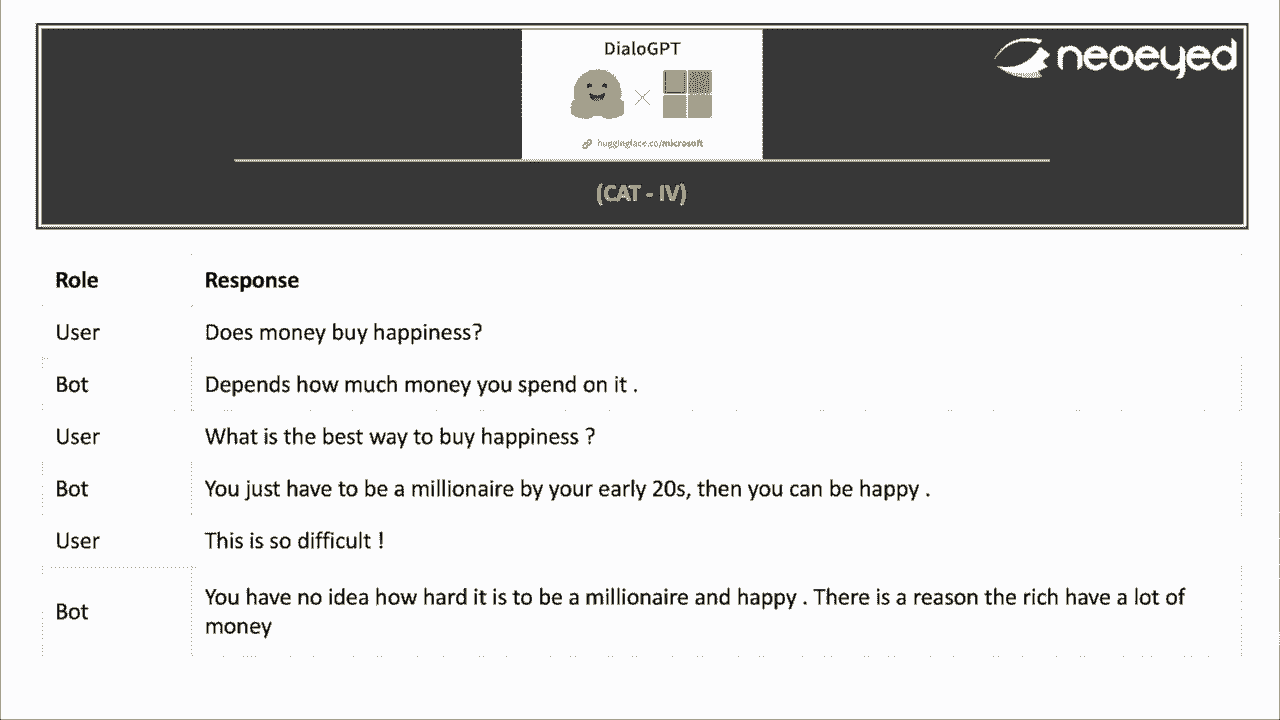 DialoGPT
neoeyed
huggingface.co/microsoft
(CAT - IV)
Role Response
User Does money buy happiness?
Bot Depends how much money you spend on it .
User What is the best way to buy happiness ?
Bot You just have to be a millionaire by your early 20s, then you can be happy .
User This is so difficult !
Bot You have no idea how hard it is to be a millionaire and happy . There is a reason the rich have a lot of
money